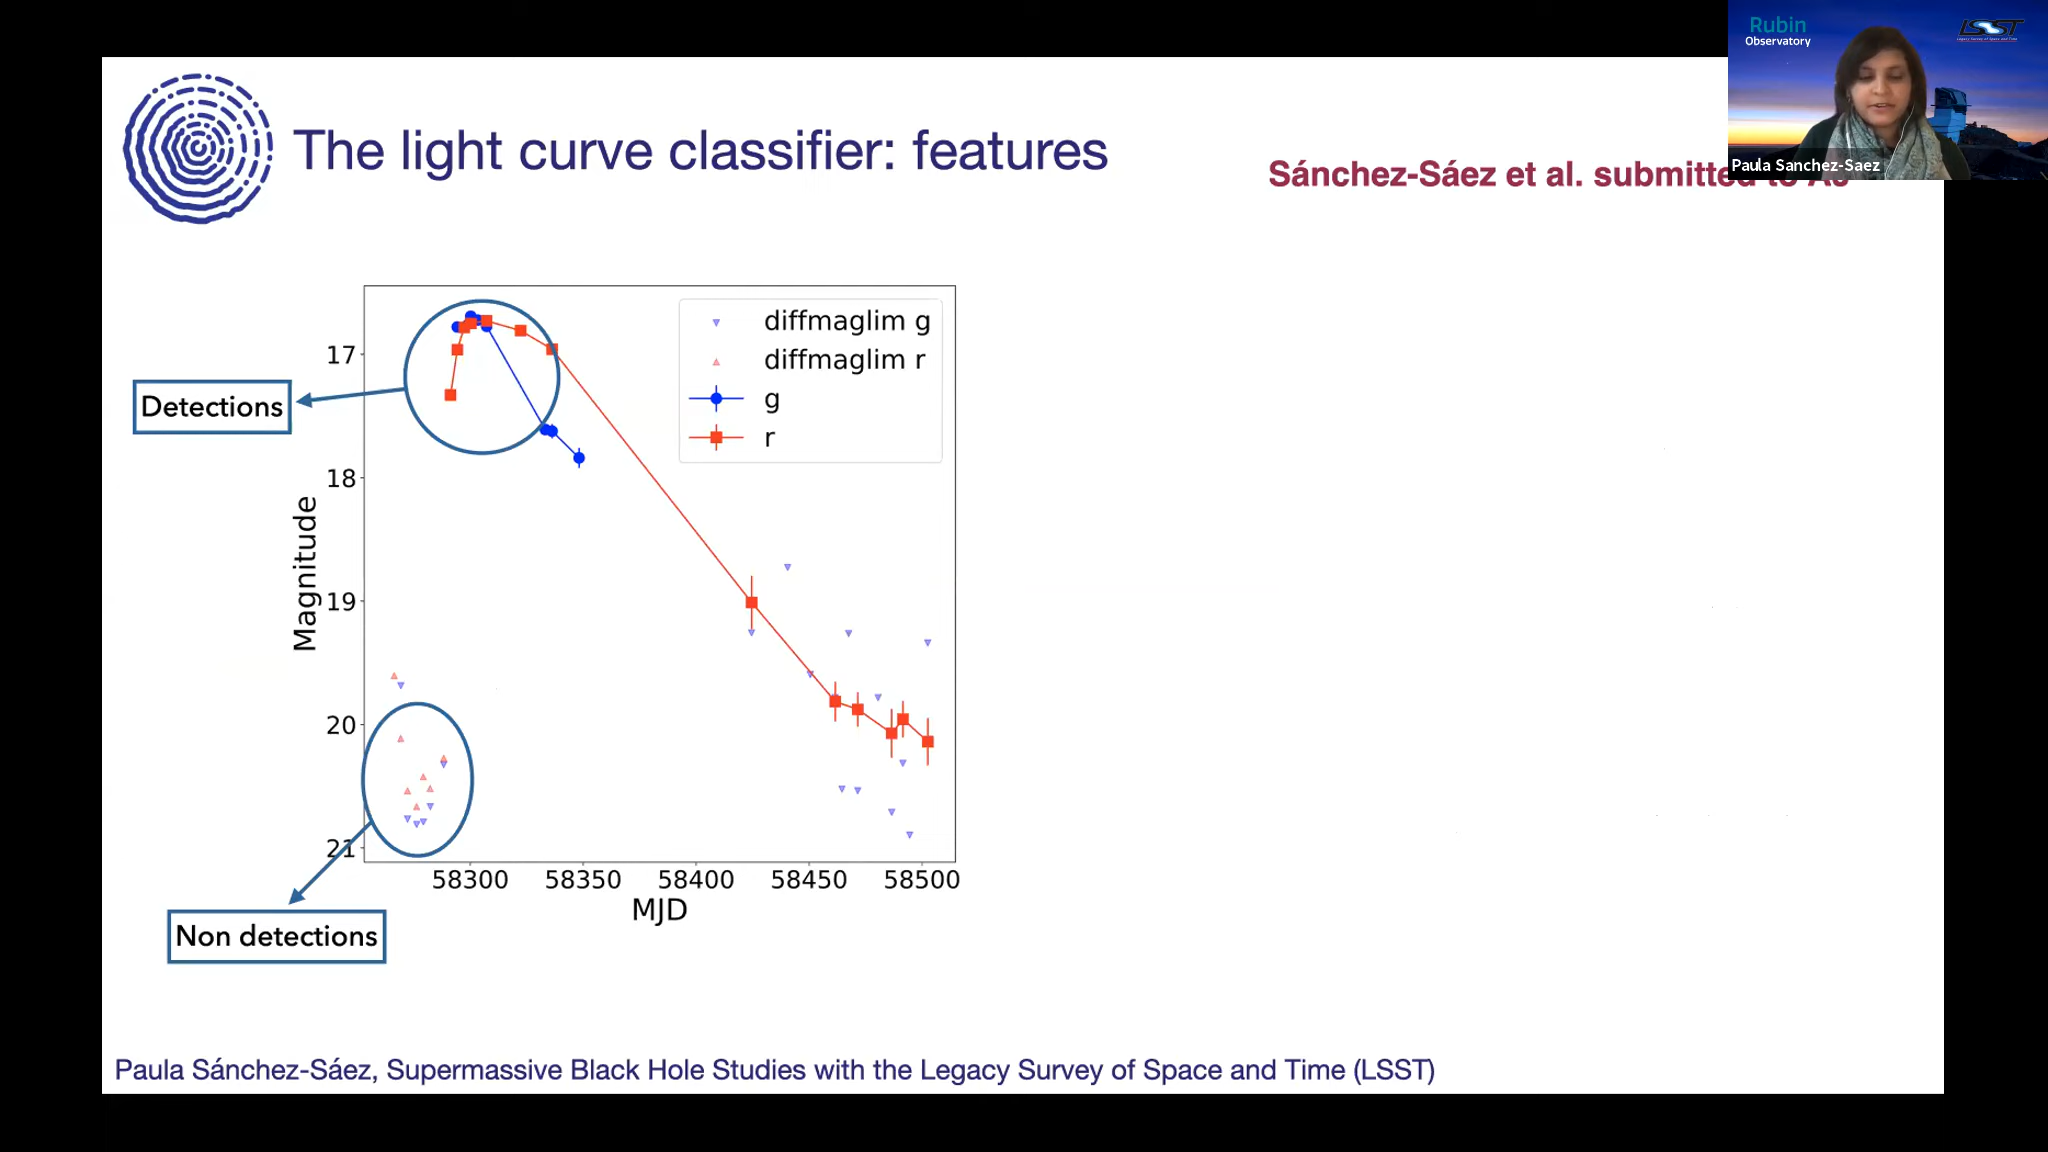 Rubin
Observatory
LSST
Paula Sanchez-Saez
The light curve classifier: features
Sánchez-Sáez et al. submitted to AJ
diffmaglim g
diffmaglim r
g
r
Detections
Non detections
Magnitude
17
18
19
20
21
58300 58350 58400 58450 58500
MJD
Paula Sánchez-Sáez, Supermassive Black Hole Studies with the Legacy Survey of Space and Time (LSST)